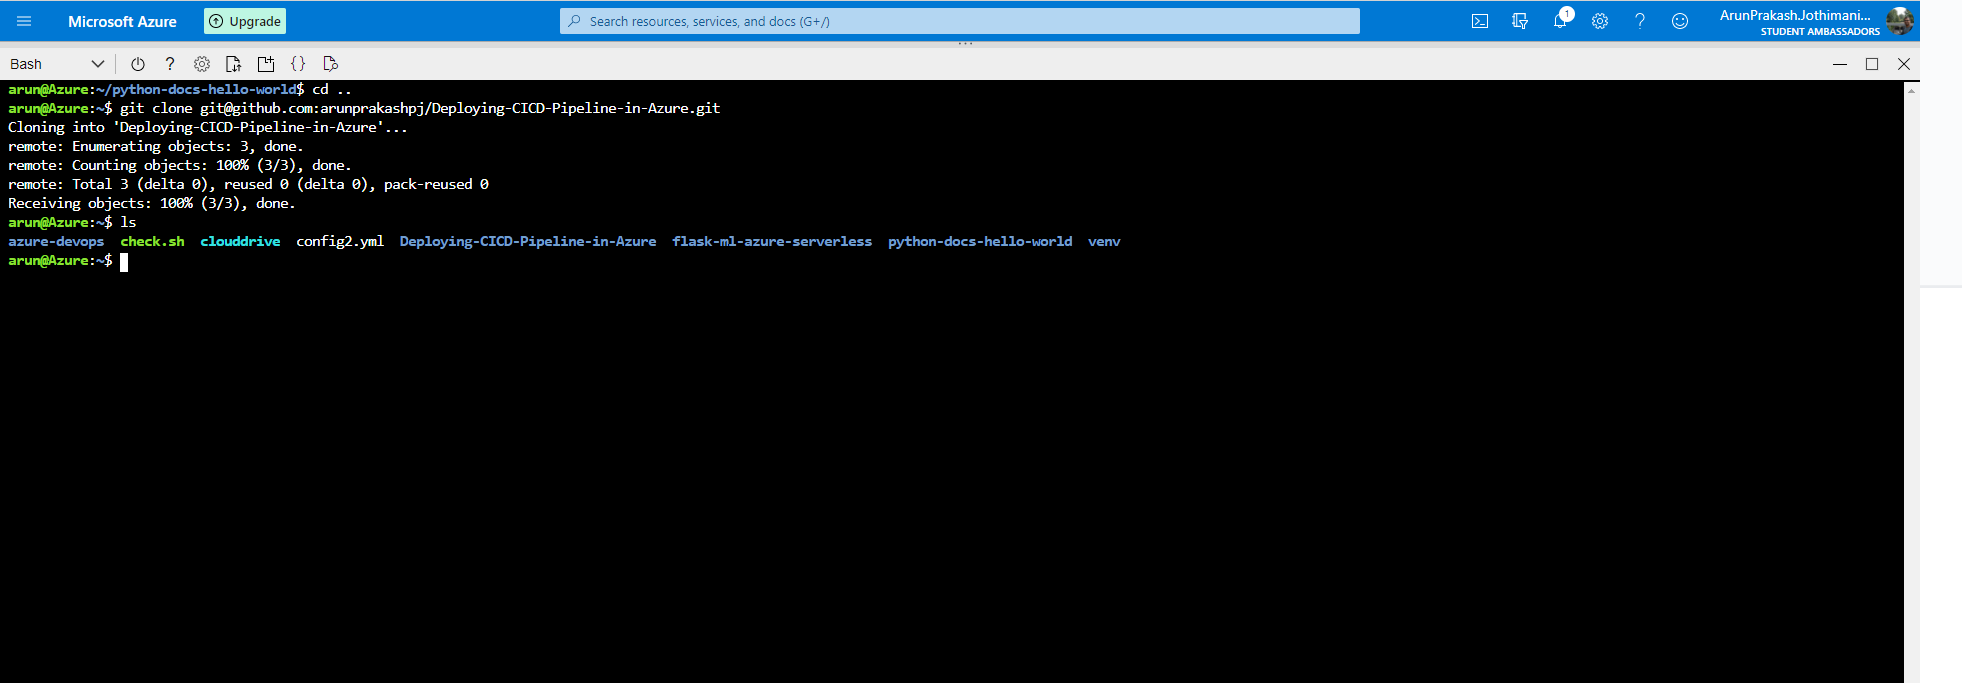 Microsoft Azure
Upgrade
Search resources, services, and docs (G+/)
1
ArunPrakash.Jothimani...
STUDENT AMBASSADORS
Bash
arun@Azure:~/python-docs-hello-world$ cd ..
arun@Azure:~$ git clone git@github.com:arunprakashpj/Deploying-CICD-Pipeline-in-Azure.git
Cloning into 'Deploying-CICD-Pipeline-in-Azure'...
remote: Enumerating objects: 3, done.
remote: Counting objects: 100% (3/3), done.
remote: Total 3 (delta 0), reused 0 (delta 0), pack-reused 0
Receiving objects: 100% (3/3), done.
arun@Azure:~$ ls
azure-devops check.sh clouddrive config2.yml Deploying-CICD-Pipeline-in-Azure flask-ml-azure-serverless python-docs-hello-world venv
arun@Azure:~$